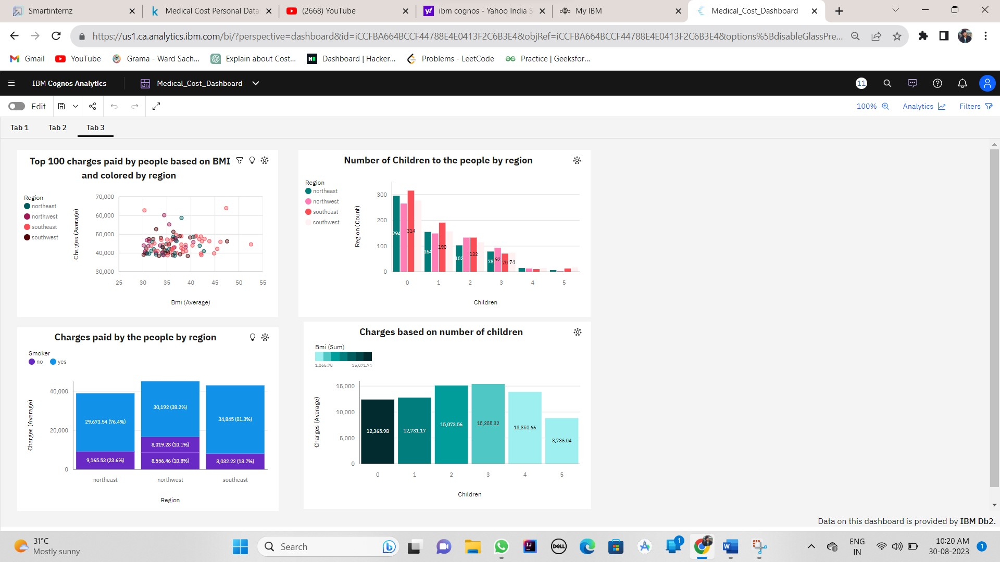 Smartinternz
Medical Cost Personal Data
(2668) YouTube
ibm cognos - Yahoo India S
My IBM
Medical_Cost_Dashboard
https://us1.ca.analytics.ibm.com/bi/?perspective=dashboard&id=iCCFBA664BCCF44788E4E0413F2C6B3E4&objRef=iCCFBA664BCCF44788E4E0413F2C6B3E4&options%5BdisableGlassPre...
Gmail
YouTube
Grama - Ward Sach...
Explain about Cost...
Dashboard | Hacker...
Problems - LeetCode
Practice | Geeksfor...
IBM Cognos Analytics
Medical_Cost_Dashboard
11
Edit
100%
Analytics
Filters
Tab 1
Tab 2
Tab 3
Top 100 charges paid by people based on BMI
and colored by region
Region
northeast
northwest
southeast
southwest
Charges (Average)
70,000
60,000
50,000
40,000
30,000
25 30 35 40 45 50 55
Bmi (Average)
Number of Children to the people by region
Region
northeast
northwest
southeast
southwest
Region (Count)
300
200
100
0
294
314
154
190
102
132
78
92
70
74
0 1 2 3 4 5
Children
Charges paid by the people by region
Smoker
no yes
Charges (Average)
40,000
20,000
0
29,673.54 (76.4%)
9,165.53 (23.6%)
30,192 (38.2%)
8,019.28 (10.1%)
8,556.46 (10.8%)
34,845 (81.3%)
8,032.22 (18.7%)
northeast northwest southeast
Region
Charges based on number of children
Bmi (Sum)
1,065.78 35,071.74
Charges (Average)
15,000
10,000
5,000
0
12,365.98
12,731.17
15,073.56
15,355.32
13,850.66
8,786.04
0 1 2 3 4 5
Children
Data on this dashboard is provided by IBM Db2.
31°C
Mostly sunny
Search
IJ
DELL
1
W
ENG
IN
10:20 AM
30-08-2023
1